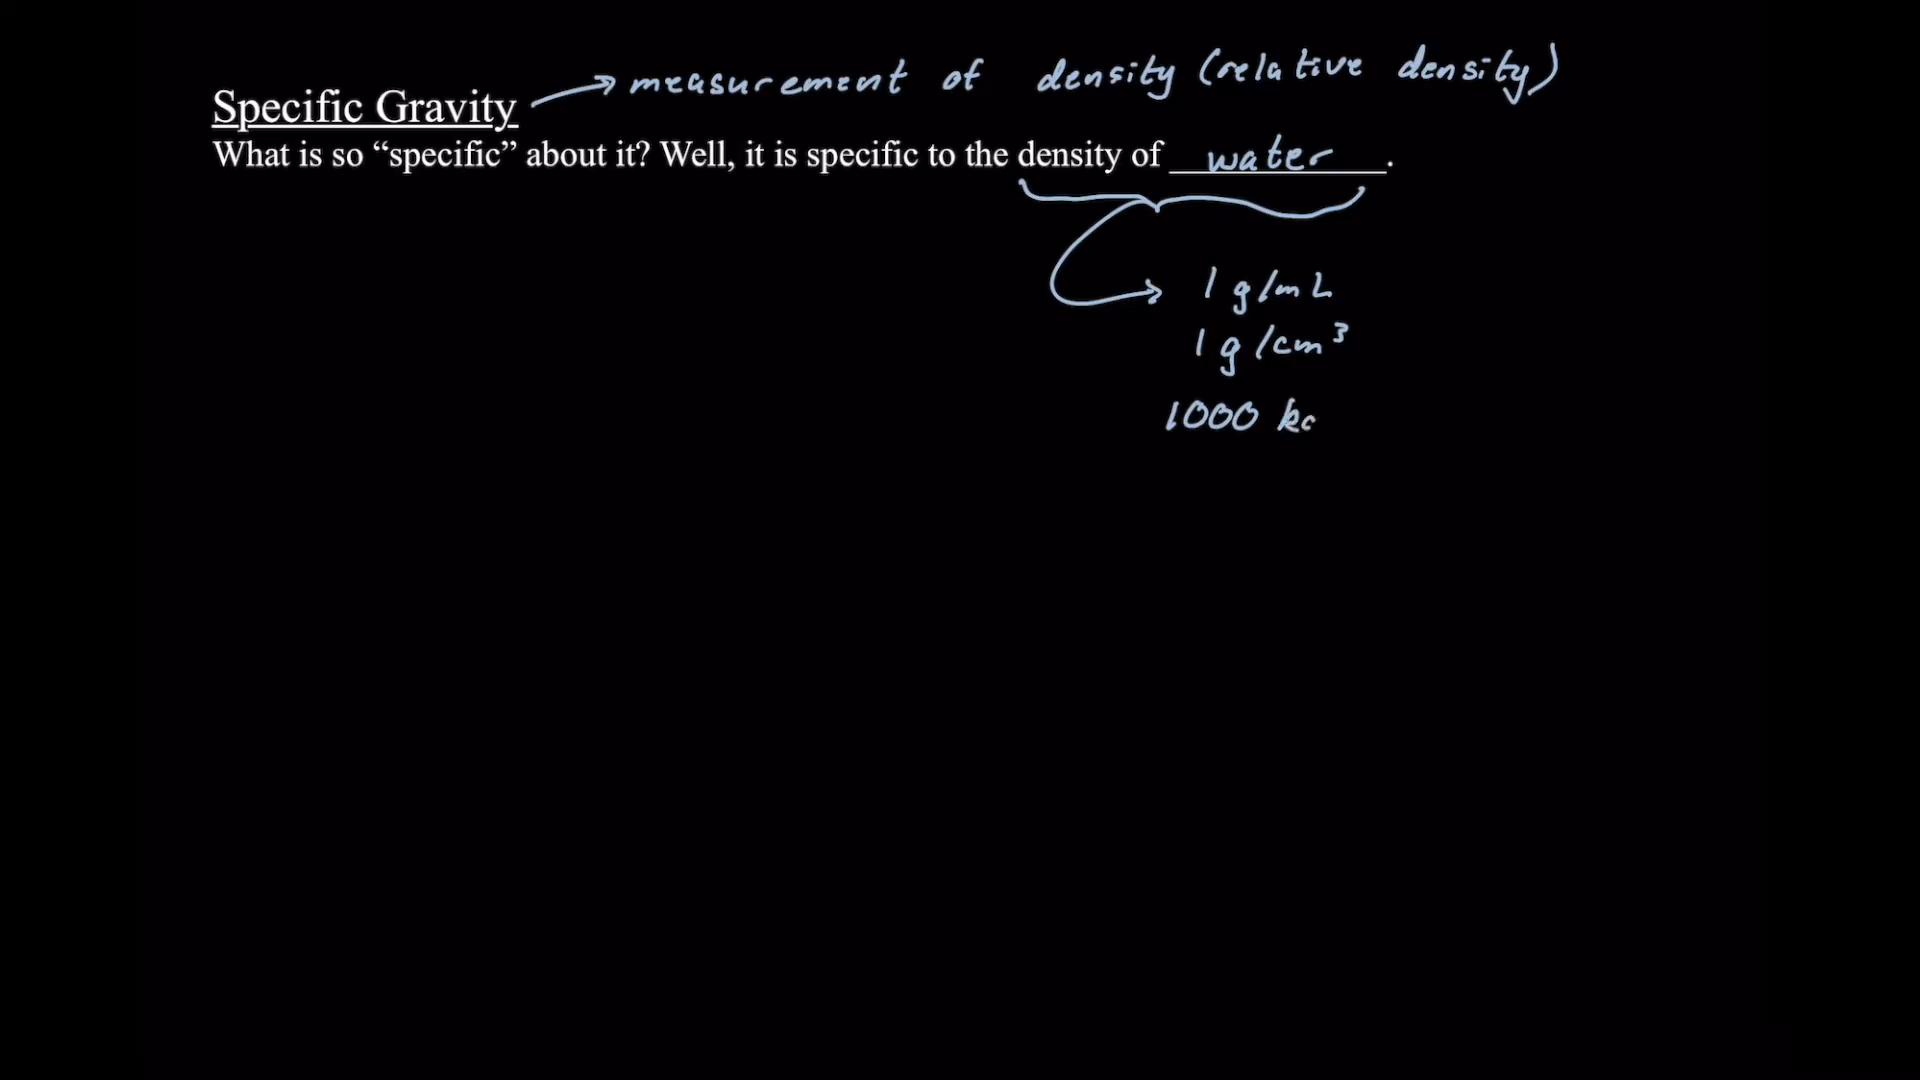 Specific Gravity → measurement of density (relative density)
What is so “specific” about it? Well, it is specific to the density of water.
1 g/mL
1 g/cm³
1000 kc